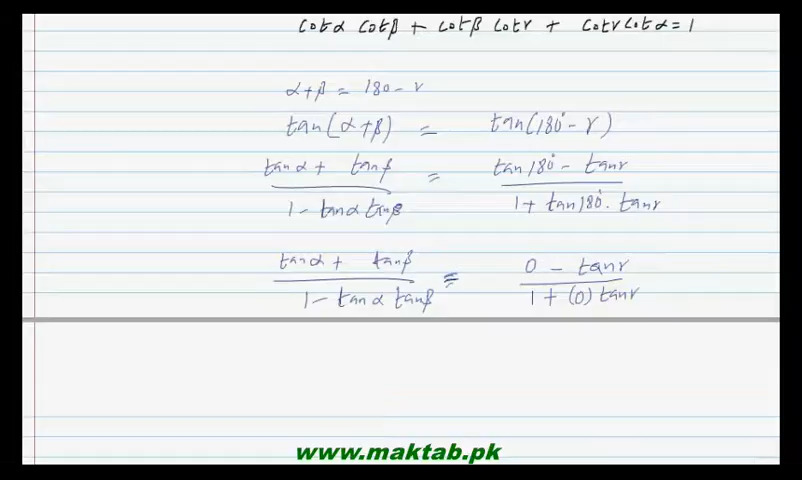 cotα cotβ + cotβ cotγ + cotγ cotα = 1
α+β = 180 - γ
tan(α+β) = tan(180° - γ)
tanα + tanβ / 1 - tanα tanβ = tan180° - tanγ / 1 + tan180°. tanγ
tanα + tanβ / 1 - tanα tanβ = 0 - tanγ / 1 + (0) tanγ
www.maktab.pk